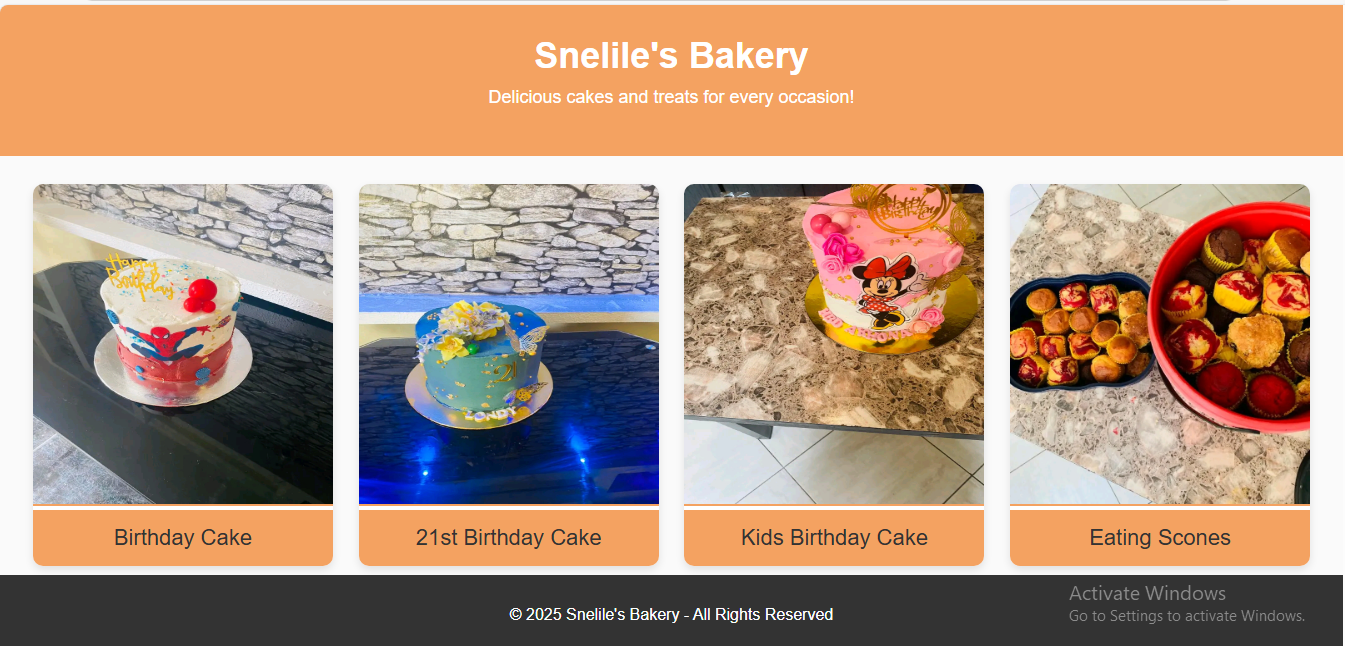 Snelile's Bakery
Delicious cakes and treats for every occasion!
Happy
Birthday
21
LONDY
Happy
Birthday
Birthday Cake
21st Birthday Cake
Kids Birthday Cake
Eating Scones
© 2025 Snelile's Bakery - All Rights Reserved
Activate Windows
Go to Settings to activate Windows.